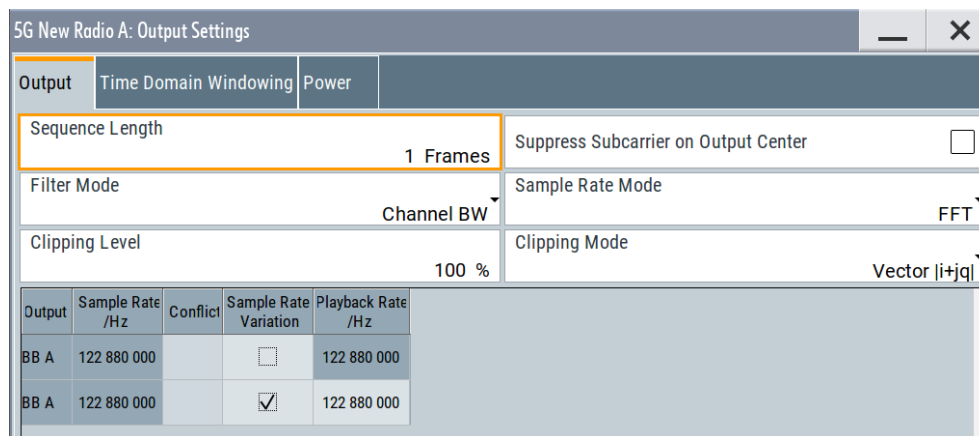 5G New Radio A: Output Settings
Output Time Domain Windowing Power
Sequence Length
1 Frames
Suppress Subcarrier on Output Center
Filter Mode
Channel BW
Sample Rate Mode
FFT
Clipping Level
100 %
Clipping Mode
Vector |i+jq|
Output Sample Rate /Hz Conflict Sample Rate Variation Playback Rate /Hz
BB A 122 880 000 122 880 000
BB A 122 880 000 122 880 000